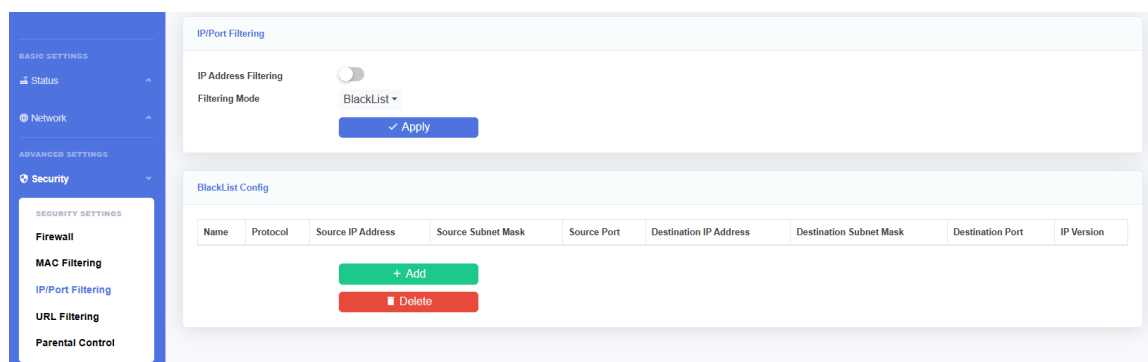 BASIC SETTINGS
Status
Network
ADVANCED SETTINGS
Security
SECURITY SETTINGS
Firewall
MAC Filtering
IP/Port Filtering
URL Filtering
Parental Control
IP/Port Filtering
IP Address Filtering
Filtering Mode BlackList
Apply
BlackList Config
Name Protocol Source IP Address Source Subnet Mask Source Port Destination IP Address Destination Subnet Mask Destination Port IP Version
+ Add
Delete